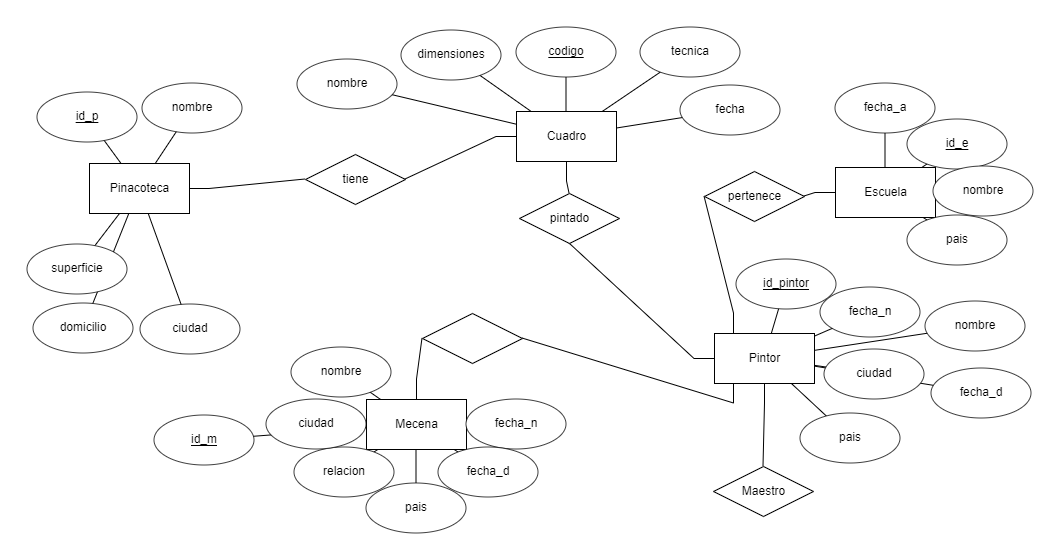 dimensiones
codigo
tecnica
nombre
id_p
nombre
fecha
fecha_a
Cuadro
id_e
Pinacoteca
tiene
pertenece
Escuela
nombre
pintado
pais
superficie
id_pintor
fecha_n
domicilio
ciudad
nombre
Pintor
nombre
ciudad
fecha_d
ciudad
Mecena
fecha_n
id_m
pais
relacion
fecha_d
Maestro
pais